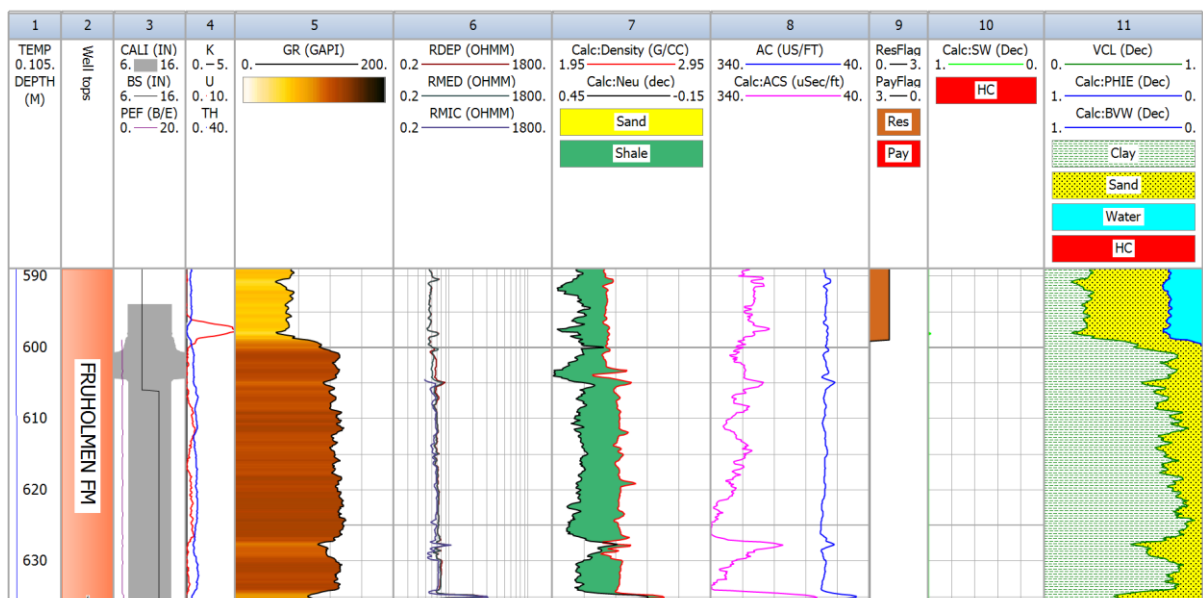 1 2 3 4 5 6 7 8 9 10 11
TEMP
0.105.
DEPTH
(M)
Well tops
CALI (IN)
6. 16.
BS (IN)
6. 16.
PEF (B/E)
0. 20.
K
0. 5.
U
0. 10.
TH
0. 40.
GR (GAPI)
0. 200.
RDEP (OHMM)
0.2 1800.
RMED (OHMM)
0.2 1800.
RMIC (OHMM)
0.2 1800.
Calc:Density (G/CC)
1.95 2.95
Calc:Neu (dec)
0.45 -0.15
Sand
Shale
AC (US/FT)
340. 40.
Calc:ACS (uSec/ft)
340. 40.
ResFlag
0. 3.
PayFlag
3. 0.
Res
Pay
Calc:SW (Dec)
1. 0.
HC
VCL (Dec)
0. 1.
Calc:PHIE (Dec)
1. 0.
Calc:BVW (Dec)
1. 0.
Clay
Sand
Water
HC
590
600
610
620
630
FRUHOLMEN FM